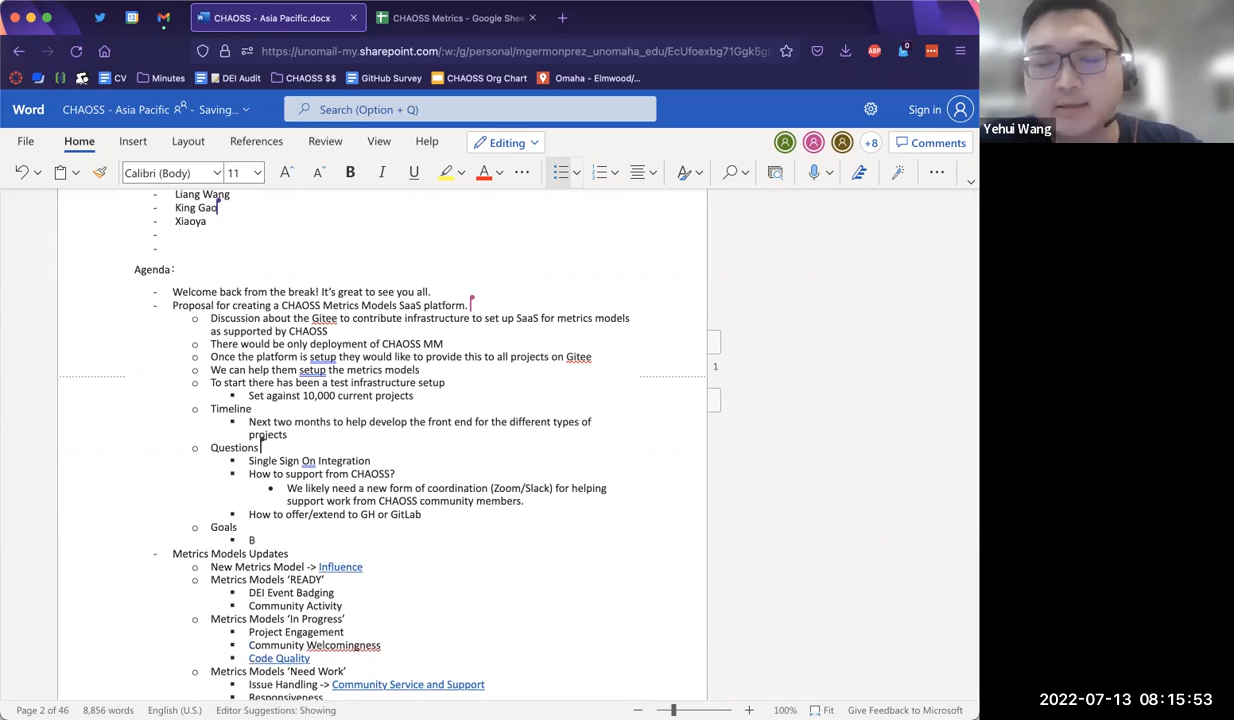 CHAOSS - Asia Pacific.docx
CHAOSS Metrics - Google She
https://unomail-my.sharepoint.com/:w:/g/personal/mgermonprez_unomaha_edu/EcUfoexbg71Ggk5g
CV
Minutes
DEI Audit
CHAOSS $$
GitHub Survey
CHAOSS Org Chart
Omaha - Elmwood/...
Word
CHAOSS - Asia Pacific
- Saving...
Search (Option + Q)
Sign in
File
Home
Insert
Layout
References
Review
View
Help
Editing
+8
Comments
Calibri (Body)
11
Yehui Wang
- Liang Wang
- King Gao
- Xiaoya
-
-
Agenda:
- Welcome back from the break! It's great to see you all.
- Proposal for creating a CHAOSS Metrics Models SaaS platform.
o Discussion about the Gitee to contribute infrastructure to set up SaaS for metrics models
as supported by CHAOSS
o There would be only deployment of CHAOSS MM
o Once the platform is setup they would like to provide this to all projects on Gitee
o We can help them setup the metrics models
o To start there has been a test infrastructure setup
▪ Set against 10,000 current projects
o Timeline
▪ Next two months to help develop the front end for the different types of
projects
o Questions
▪ Single Sign On Integration
▪ How to support from CHAOSS?
• We likely need a new form of coordination (Zoom/Slack) for helping
support work from CHAOSS community members.
▪ How to offer/extend to GH or GitLab
o Goals
▪ B
- Metrics Models Updates
o New Metrics Model -> Influence
o Metrics Models 'READY'
▪ DEI Event Badging
▪ Community Activity
o Metrics Models 'In Progress'
▪ Project Engagement
▪ Community Welcomingness
▪ Code Quality
o Metrics Models 'Need Work'
▪ Issue Handling -> Community Service and Support
▪ Responsiveness
1
Page 2 of 46
8,856 words
English (U.S.)
Editor Suggestions: Showing
100%
Fit
Give Feedback to Microsoft
2022-07-13 08:15:53